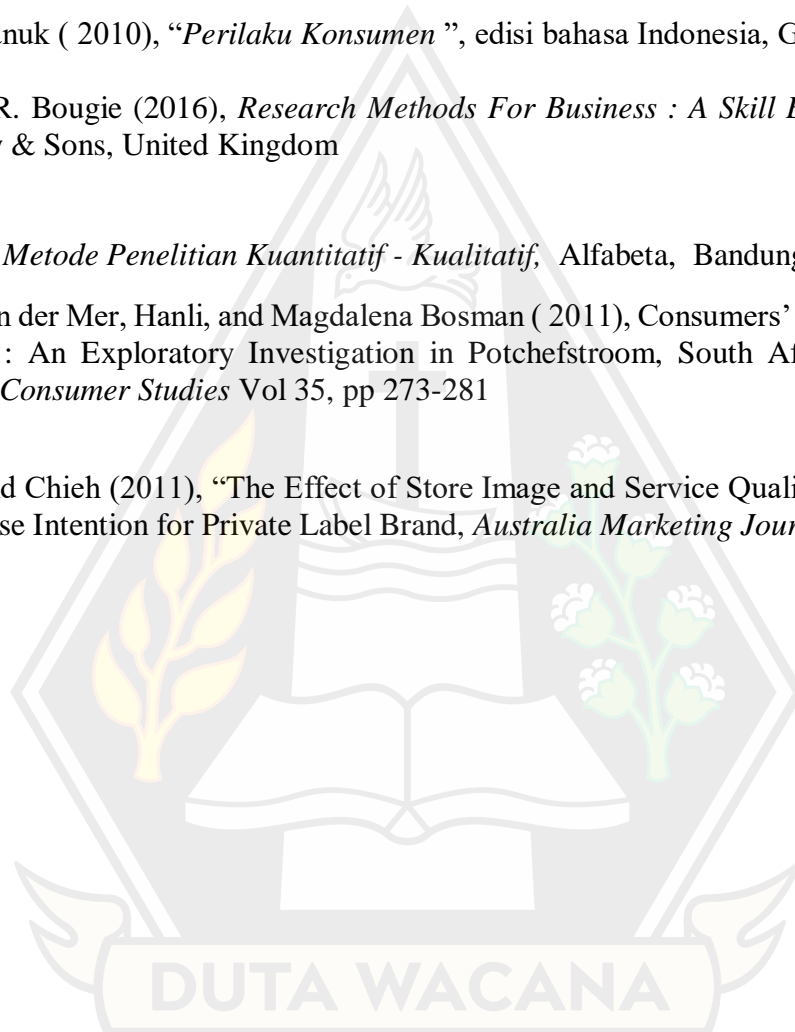 anuk ( 2010), “Perilaku Konsumen ”, edisi bahasa Indonesia, G
R. Bougie (2016), Research Methods For Business : A Skill B
& Sons, United Kingdom
Metode Penelitian Kuantitatif - Kualitatif, Alfabeta, Bandung
n der Mer, Hanli, and Magdalena Bosman ( 2011), Consumers’
: An Exploratory Investigation in Potchefstroom, South Af
Consumer Studies Vol 35, pp 273-281
d Chieh (2011), “The Effect of Store Image and Service Quali
se Intention for Private Label Brand, Australia Marketing Jour
DUTA WACANA